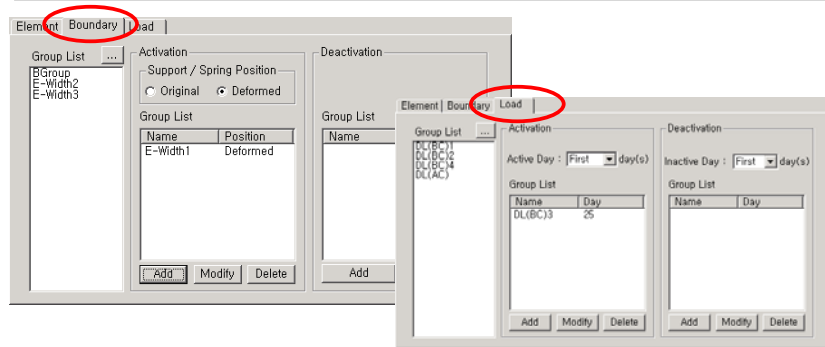 Element Boundary Load
Group List ...
BGroup
E-Width2
E-Width3
Activation
Support / Spring Position
Original Deformed
Group List
Name Position
E-Width1 Deformed
Add Modify Delete
Deactivation
Group List
Name
Add
Element Boundary Load
Group List ...
DL(BC)1
DL(BC)2
DL(BC)4
DL(AC)
Activation
Active Day : First day(s)
Group List
Name Day
DL(BC)3 25
Add Modify Delete
Deactivation
Inactive Day : First day(s)
Group List
Name Day
Add Modify Delete